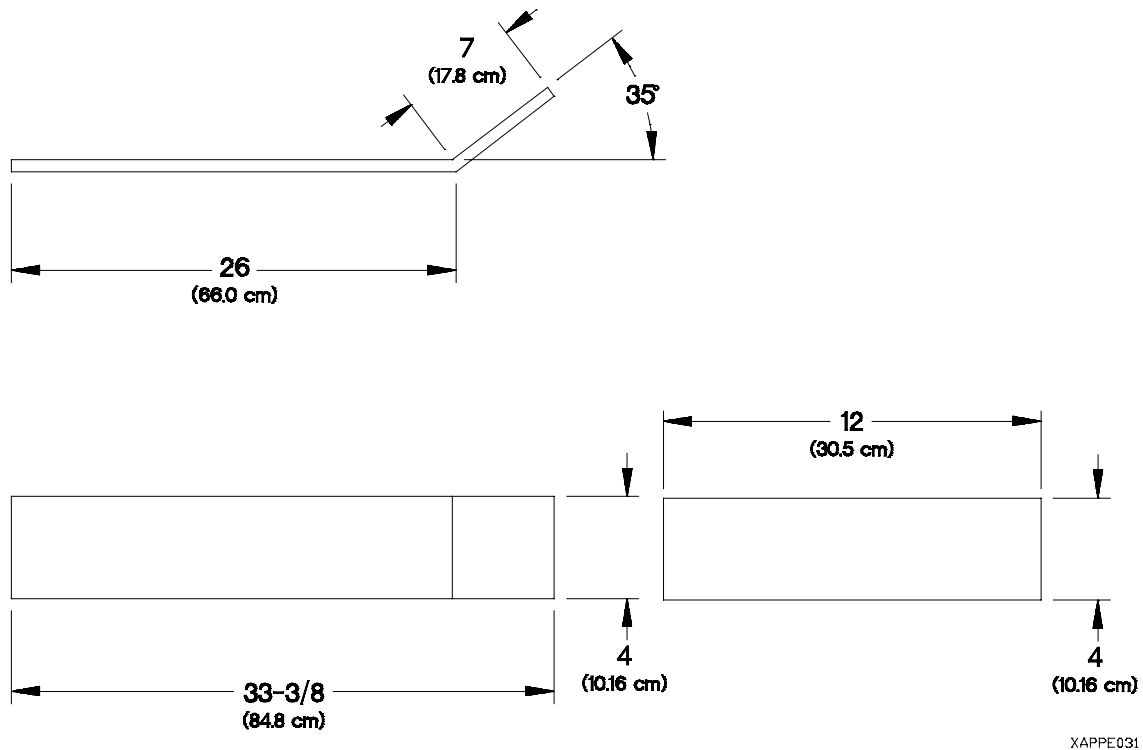 7
(17.8 cm)
35°
26
(66.0 cm)
12
(30.5 cm)
4
(10.16 cm)
4
(10.16 cm)
33-3/8
(84.8 cm)
XAPPE031